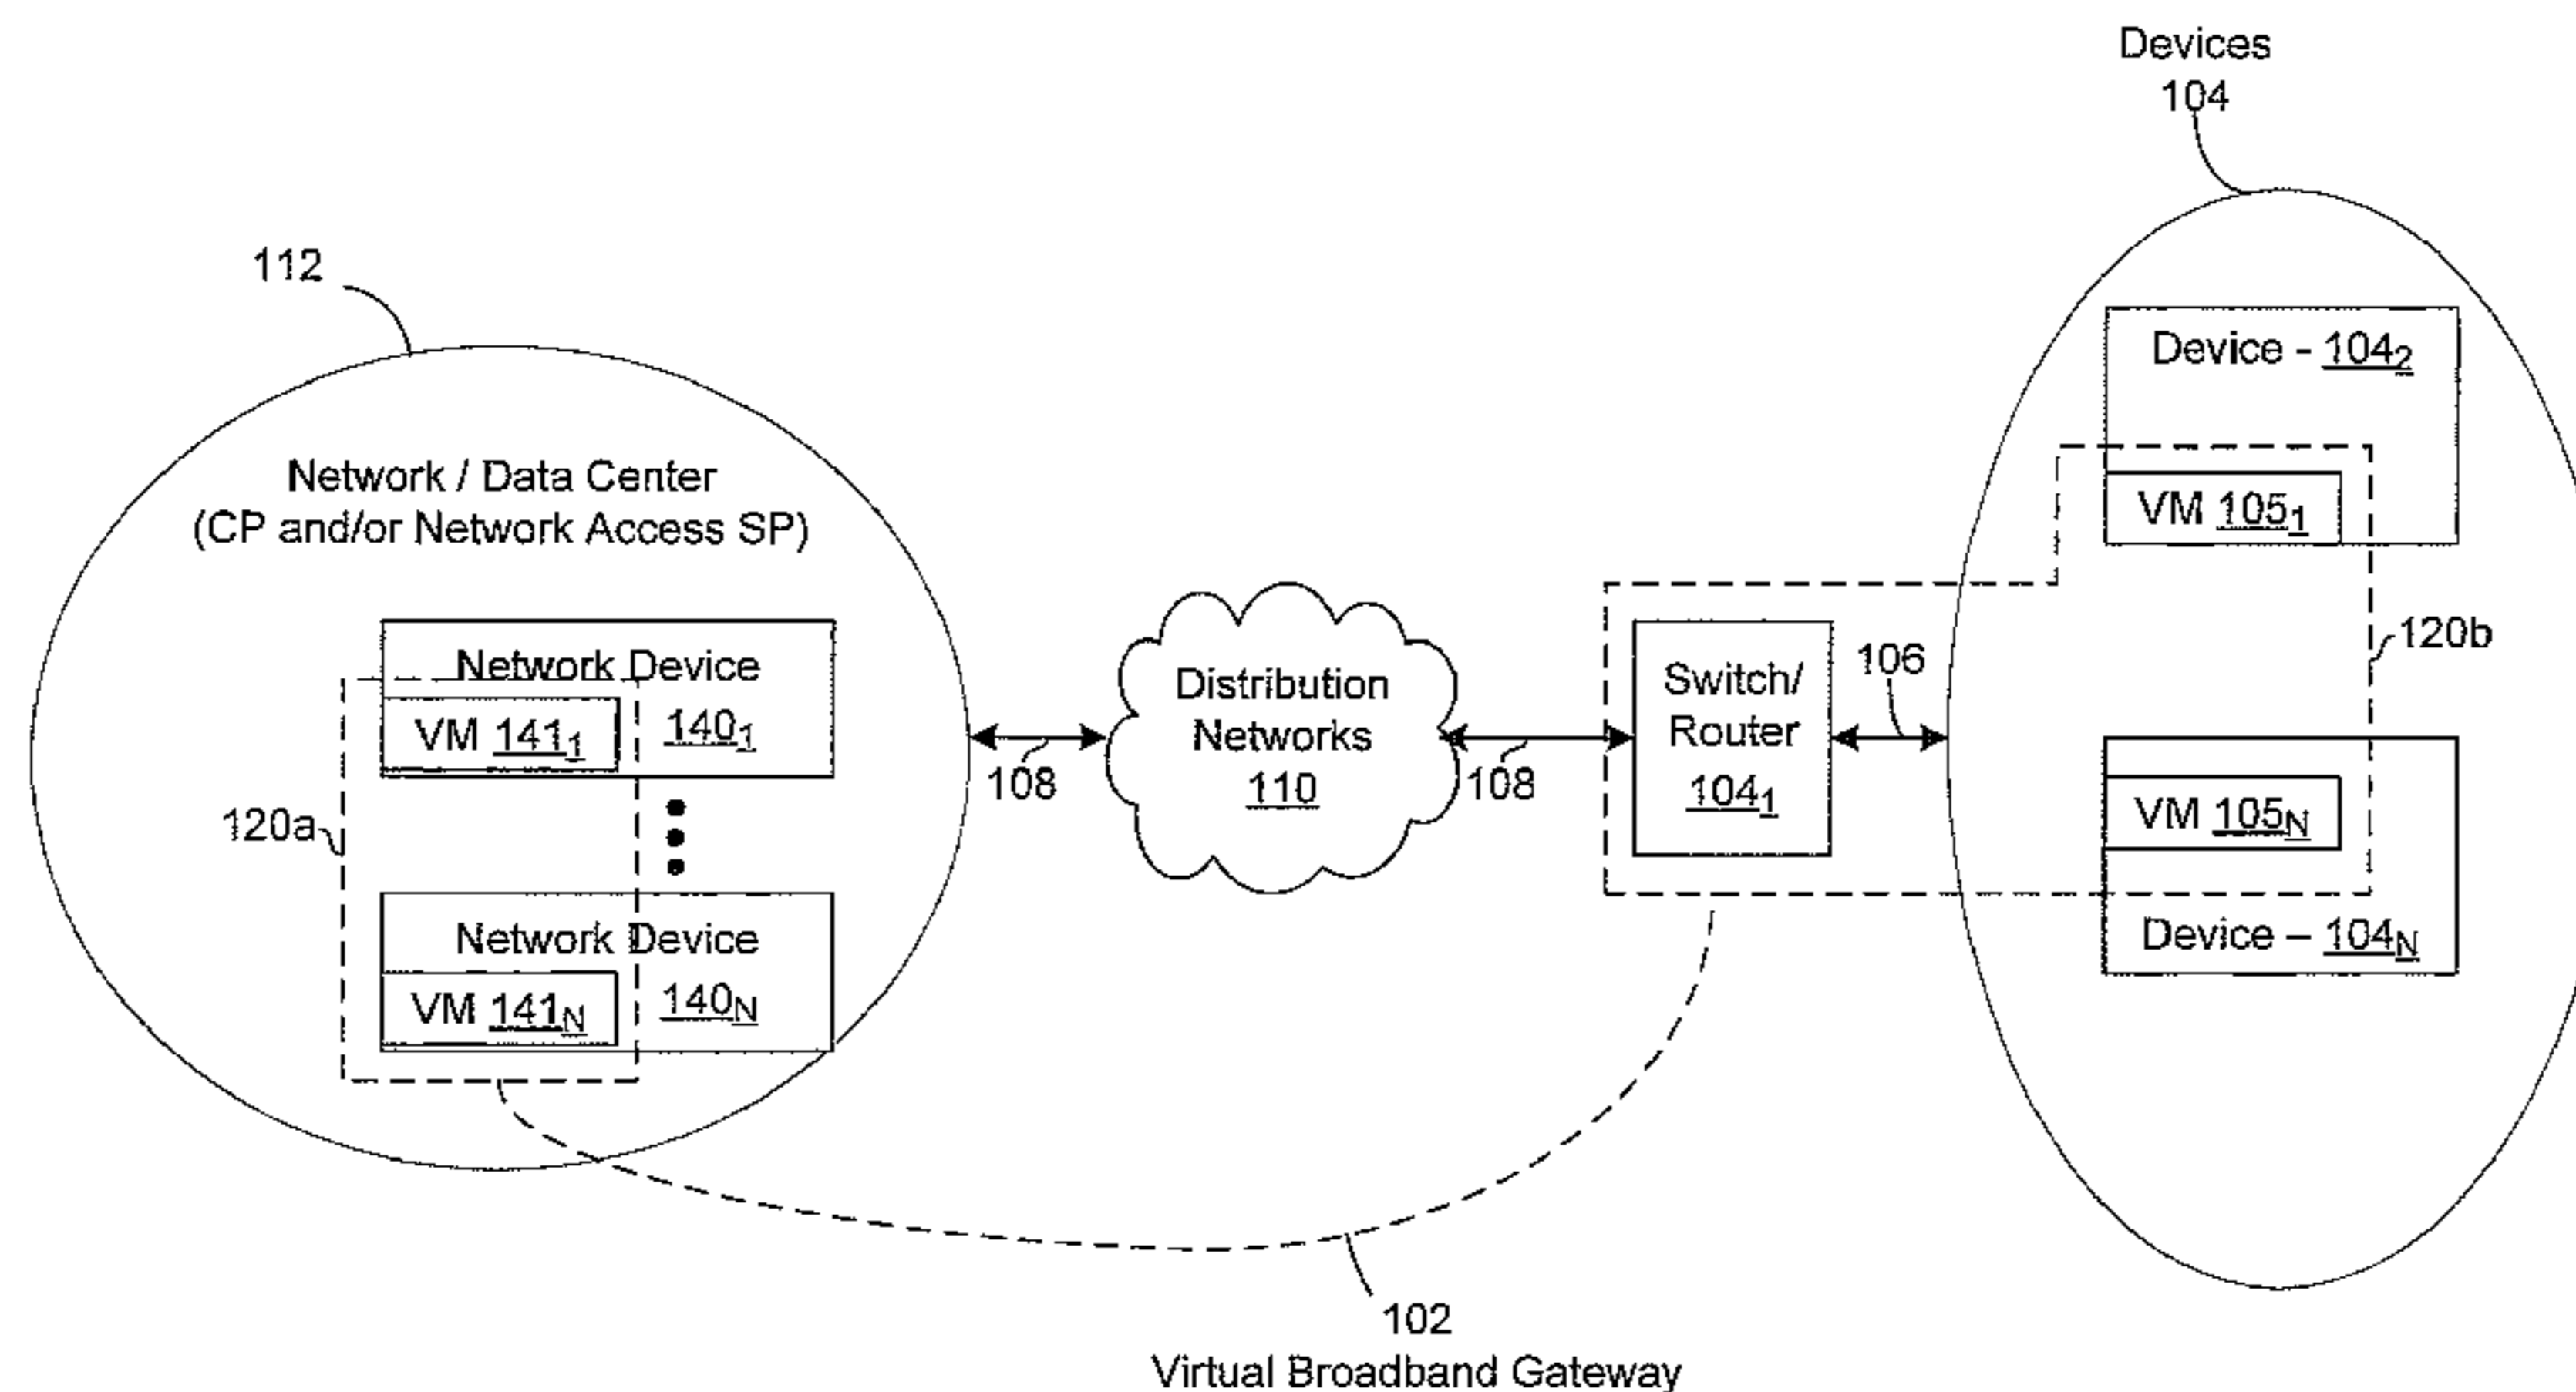 Devices
104
112
Device - 104₂
VM 105₁
Network / Data Center
(CP and/or Network Access SP)
120b
Network Device
VM 141₁
140₁
120a
108
Distribution
Networks
110
108
Switch/
Router
104₁
106
VM 105N
Device – 104N
Network Device
VM 141N
140N
102
Virtual Broadband Gateway